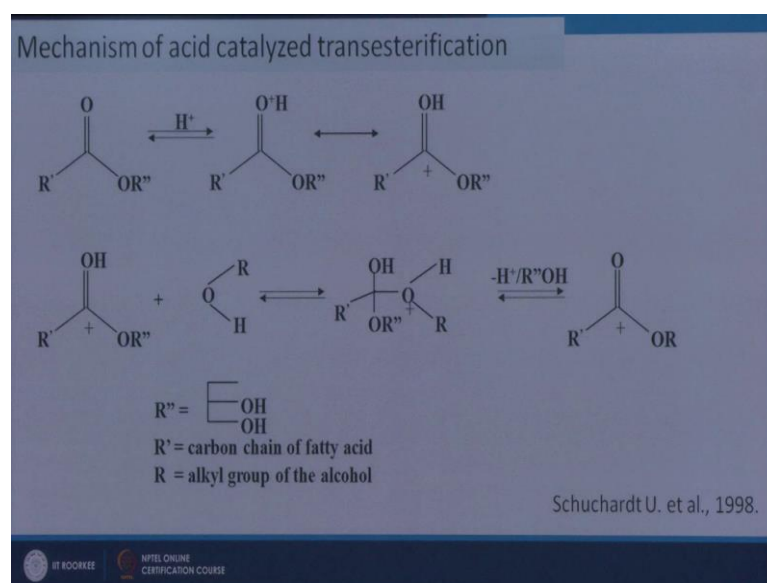 Mechanism of acid catalyzed transesterification
O O⁺H OH
H⁺
R' OR” R' OR” R' + OR”
OH R OH H -H⁺/R”OH O
+ O R' O
R' + OR” H OR” + R R' + OR
R” = OH
OH
R' = carbon chain of fatty acid
R = alkyl group of the alcohol
Schuchardt U. et al., 1998.
IIT ROORKEE
NPTEL ONLINE
CERTIFICATION COURSE